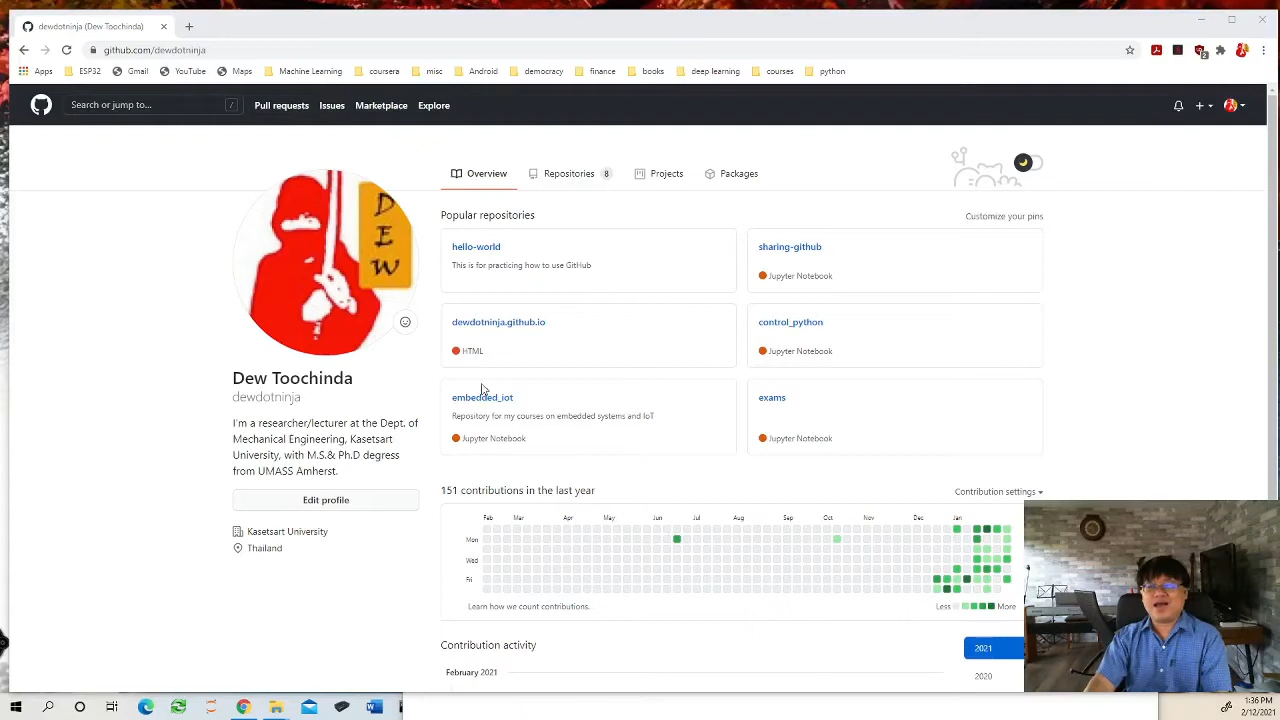 dewdotninja (Dew Toochinda)
github.com/dewdotninja
2
Apps ESP32 Gmail YouTube Maps Machine Learning coursera misc Android democracy finance books deep learning courses python
Search or jump to... / Pull requests Issues Marketplace Explore
Overview Repositories 8 Projects Packages
DEW
Popular repositories Customize your pins
hello-world
This is for practicing how to use GitHub
sharing-github
Jupyter Notebook
dewdotninja.github.io
HTML
control_python
Jupyter Notebook
embedded_iot
Repository for my courses on embedded systems and IoT
Jupyter Notebook
exams
Jupyter Notebook
Dew Toochinda
dewdotninja
I'm a researcher/lecturer at the Dept. of
Mechanical Engineering, Kasetsart
University, with M.S.& Ph.D degress
from UMASS Amherst.
Edit profile
Kasetsart University
Thailand
151 contributions in the last year Contribution settings
Feb Mar Apr May Jun Jul Aug Sep Oct Nov Dec Jan
Mon
Wed
Fri
Learn how we count contributions. Less More
Contribution activity
2021
February 2021
2020
1:36 PM
2/12/2021